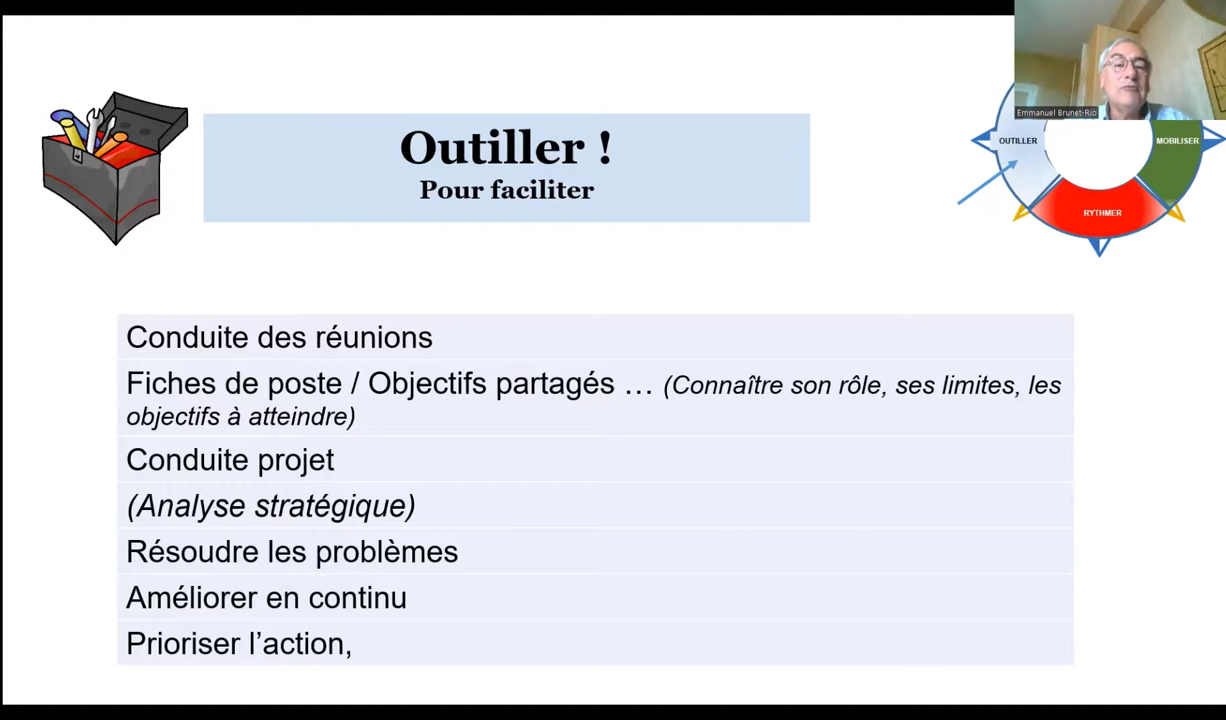 Outiller !
Pour faciliter
Emmanuel Brunet-Rio
OUTILLER
MOBILISER
RYTHMER
Conduite des réunions
Fiches de poste / Objectifs partagés … (Connaître son rôle, ses limites, les
objectifs à atteindre)
Conduite projet
(Analyse stratégique)
Résoudre les problèmes
Améliorer en continu
Prioriser l’action,